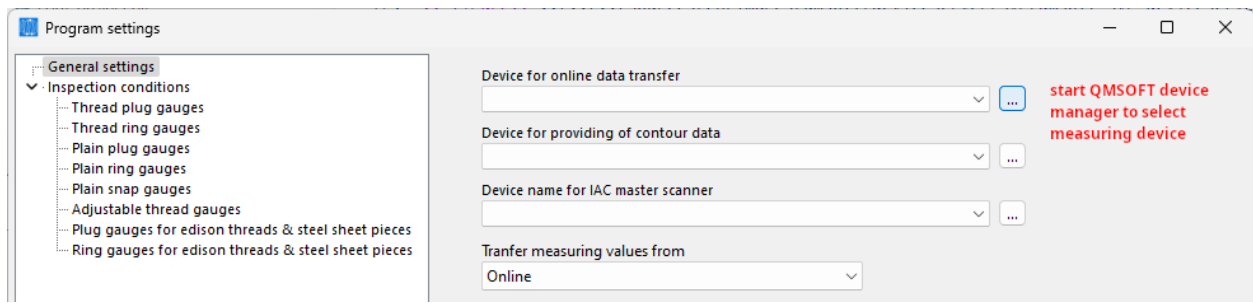 Program settings
General settings
Inspection conditions
Thread plug gauges
Thread ring gauges
Plain plug gauges
Plain ring gauges
Plain snap gauges
Adjustable thread gauges
Plug gauges for edison threads & steel sheet pieces
Ring gauges for edison threads & steel sheet pieces
Device for online data transfer
...
start QMSOFT device
manager to select
measuring device
Device for providing of contour data
...
Device name for IAC master scanner
...
Tranfer measuring values from
Online